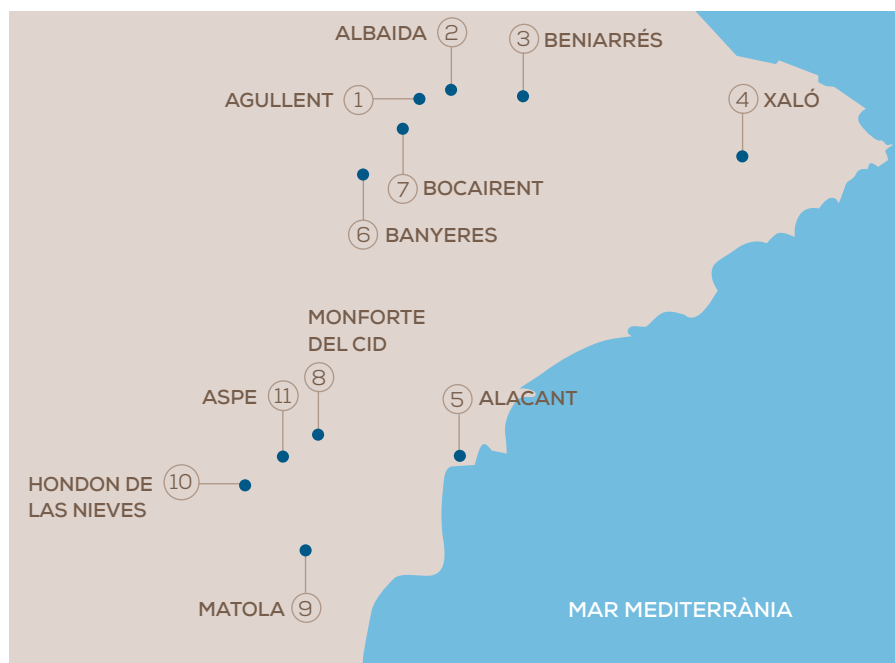 ALBAIDA 2
3 BENIARRÉS
AGULLENT 1
4 XALÓ
7 BOCAIRENT
6 BANYERES
MONFORTE
DEL CID
8
ASPE 11
5 ALACANT
HONDON DE
LAS NIEVES
10
MATOLA 9
MAR MEDITERRÀNIA